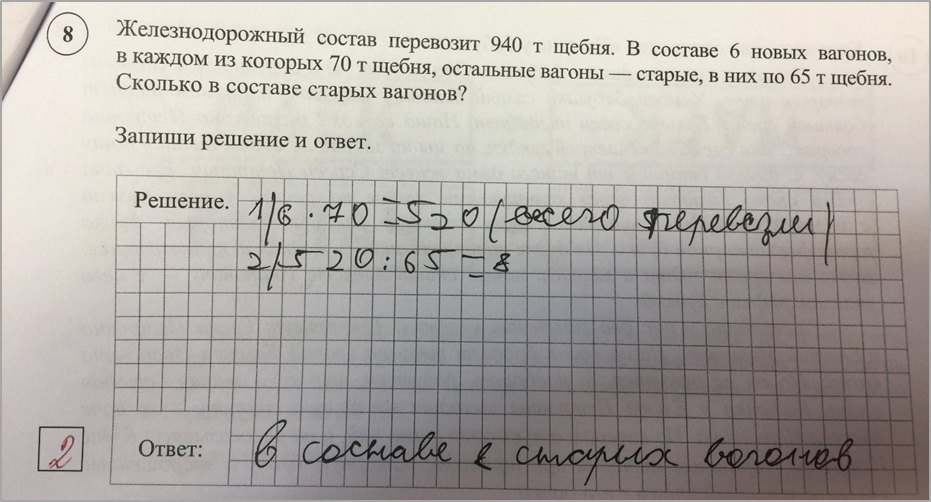 8
Железнодорожный состав перевозит 940 т щебня. В составе 6 новых вагонов,
в каждом из которых 70 т щебня, остальные вагоны — старые, в них по 65 т щебня.
Сколько в составе старых вагонов?
Запиши решение и ответ.
Решение. 1) 6 · 70 = 520 (всего перевезли)
2) 520 : 65 = 8
2
Ответ: В составе 8 старых вагонов